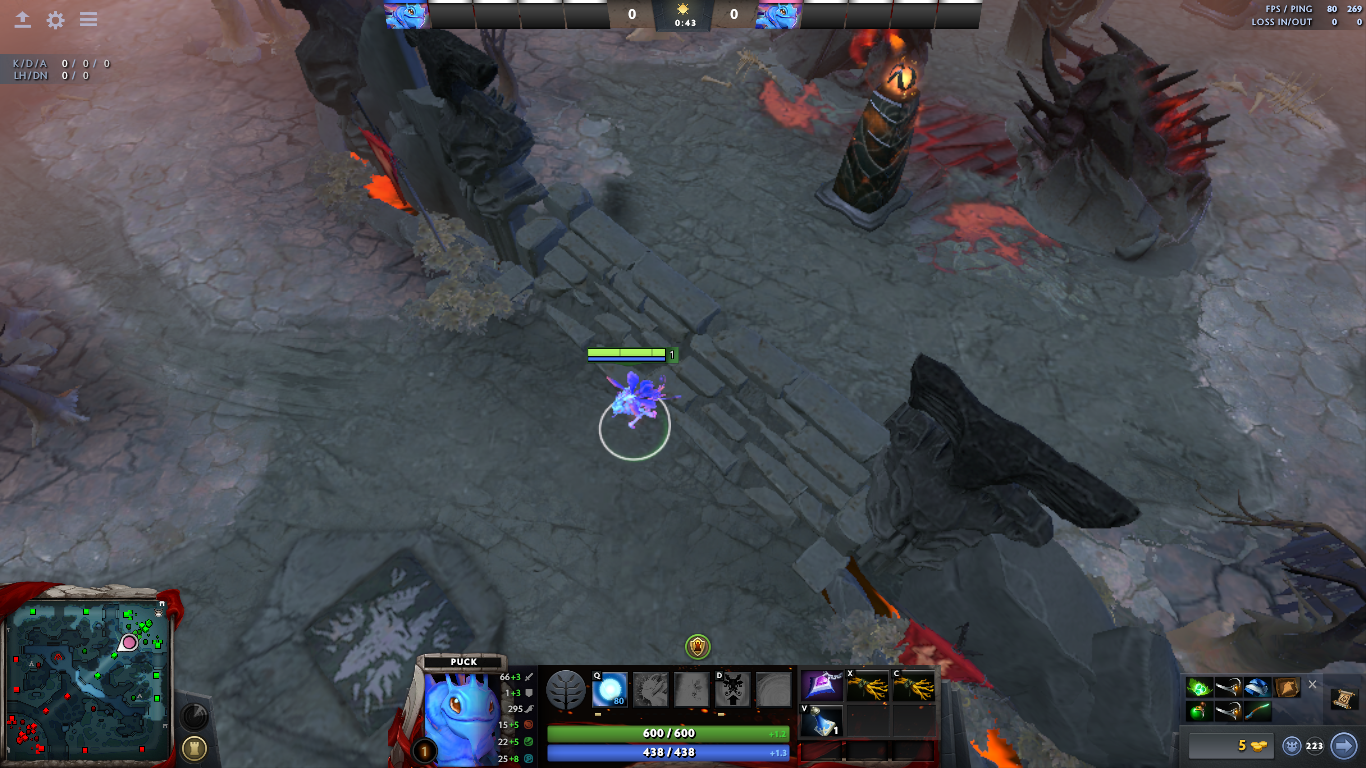 0
0:43
0
FPS / PING 80 269
LOSS IN/OUT 0 0
K/D/A 0 / 0 / 0
LH/DN 0 / 0
1
PUCK
66+3
1+3
295
15+5
22+5
25+8
1
Q
80
D
600 / 600 +1.2
438 / 438 +1.3
X
C
V
1
5
223